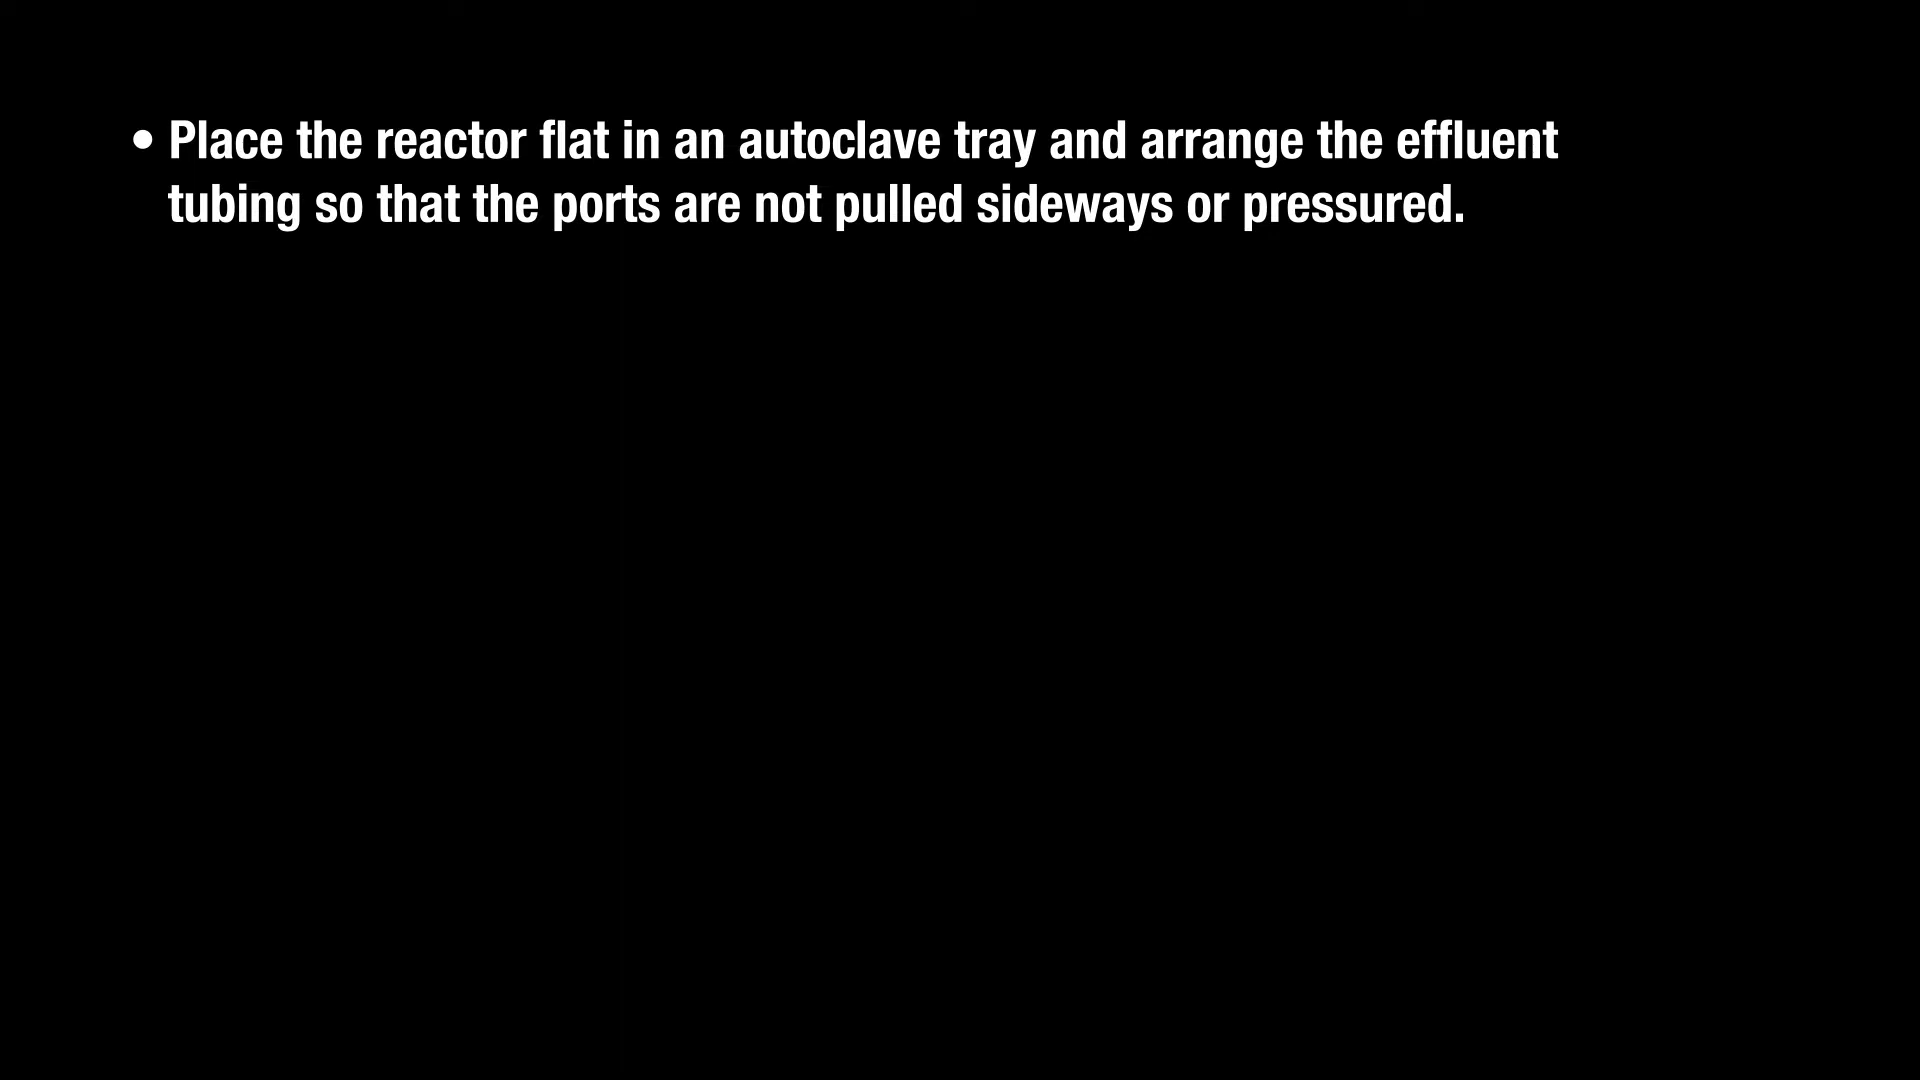 • Place the reactor flat in an autoclave tray and arrange the effluent
tubing so that the ports are not pulled sideways or pressured.